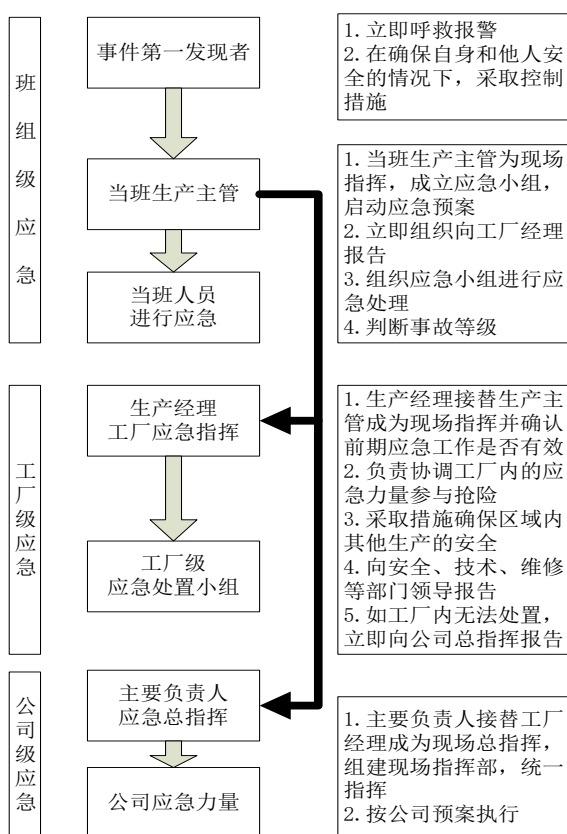 班组级应急
事件第一发现者
1. 立即呼救报警
2. 在确保自身和他人安
全的情况下，采取控制
措施
当班生产主管
1. 当班生产主管为现场
指挥，成立应急小组，
启动应急预案
2. 立即组织向工厂经理
报告
3. 组织应急小组进行应
急处理
4. 判断事故等级
当班人员
进行应急
工厂级应急
生产经理
工厂应急指挥
1. 生产经理接替生产主
管成为现场指挥并确认
前期应急工作是否有效
2. 负责协调工厂内的应
急力量参与抢险
3. 采取措施确保区域内
其他生产的安全
4. 向安全、技术、维修
等部门领导报告
5. 如工厂内无法处置，
立即向公司总指挥报告
工厂级
应急处置小组
公司级应急
主要负责人
应急总指挥
1. 主要负责人接替工厂
经理成为现场总指挥，
组建现场指挥部，统一
指挥
2. 按公司预案执行
公司应急力量